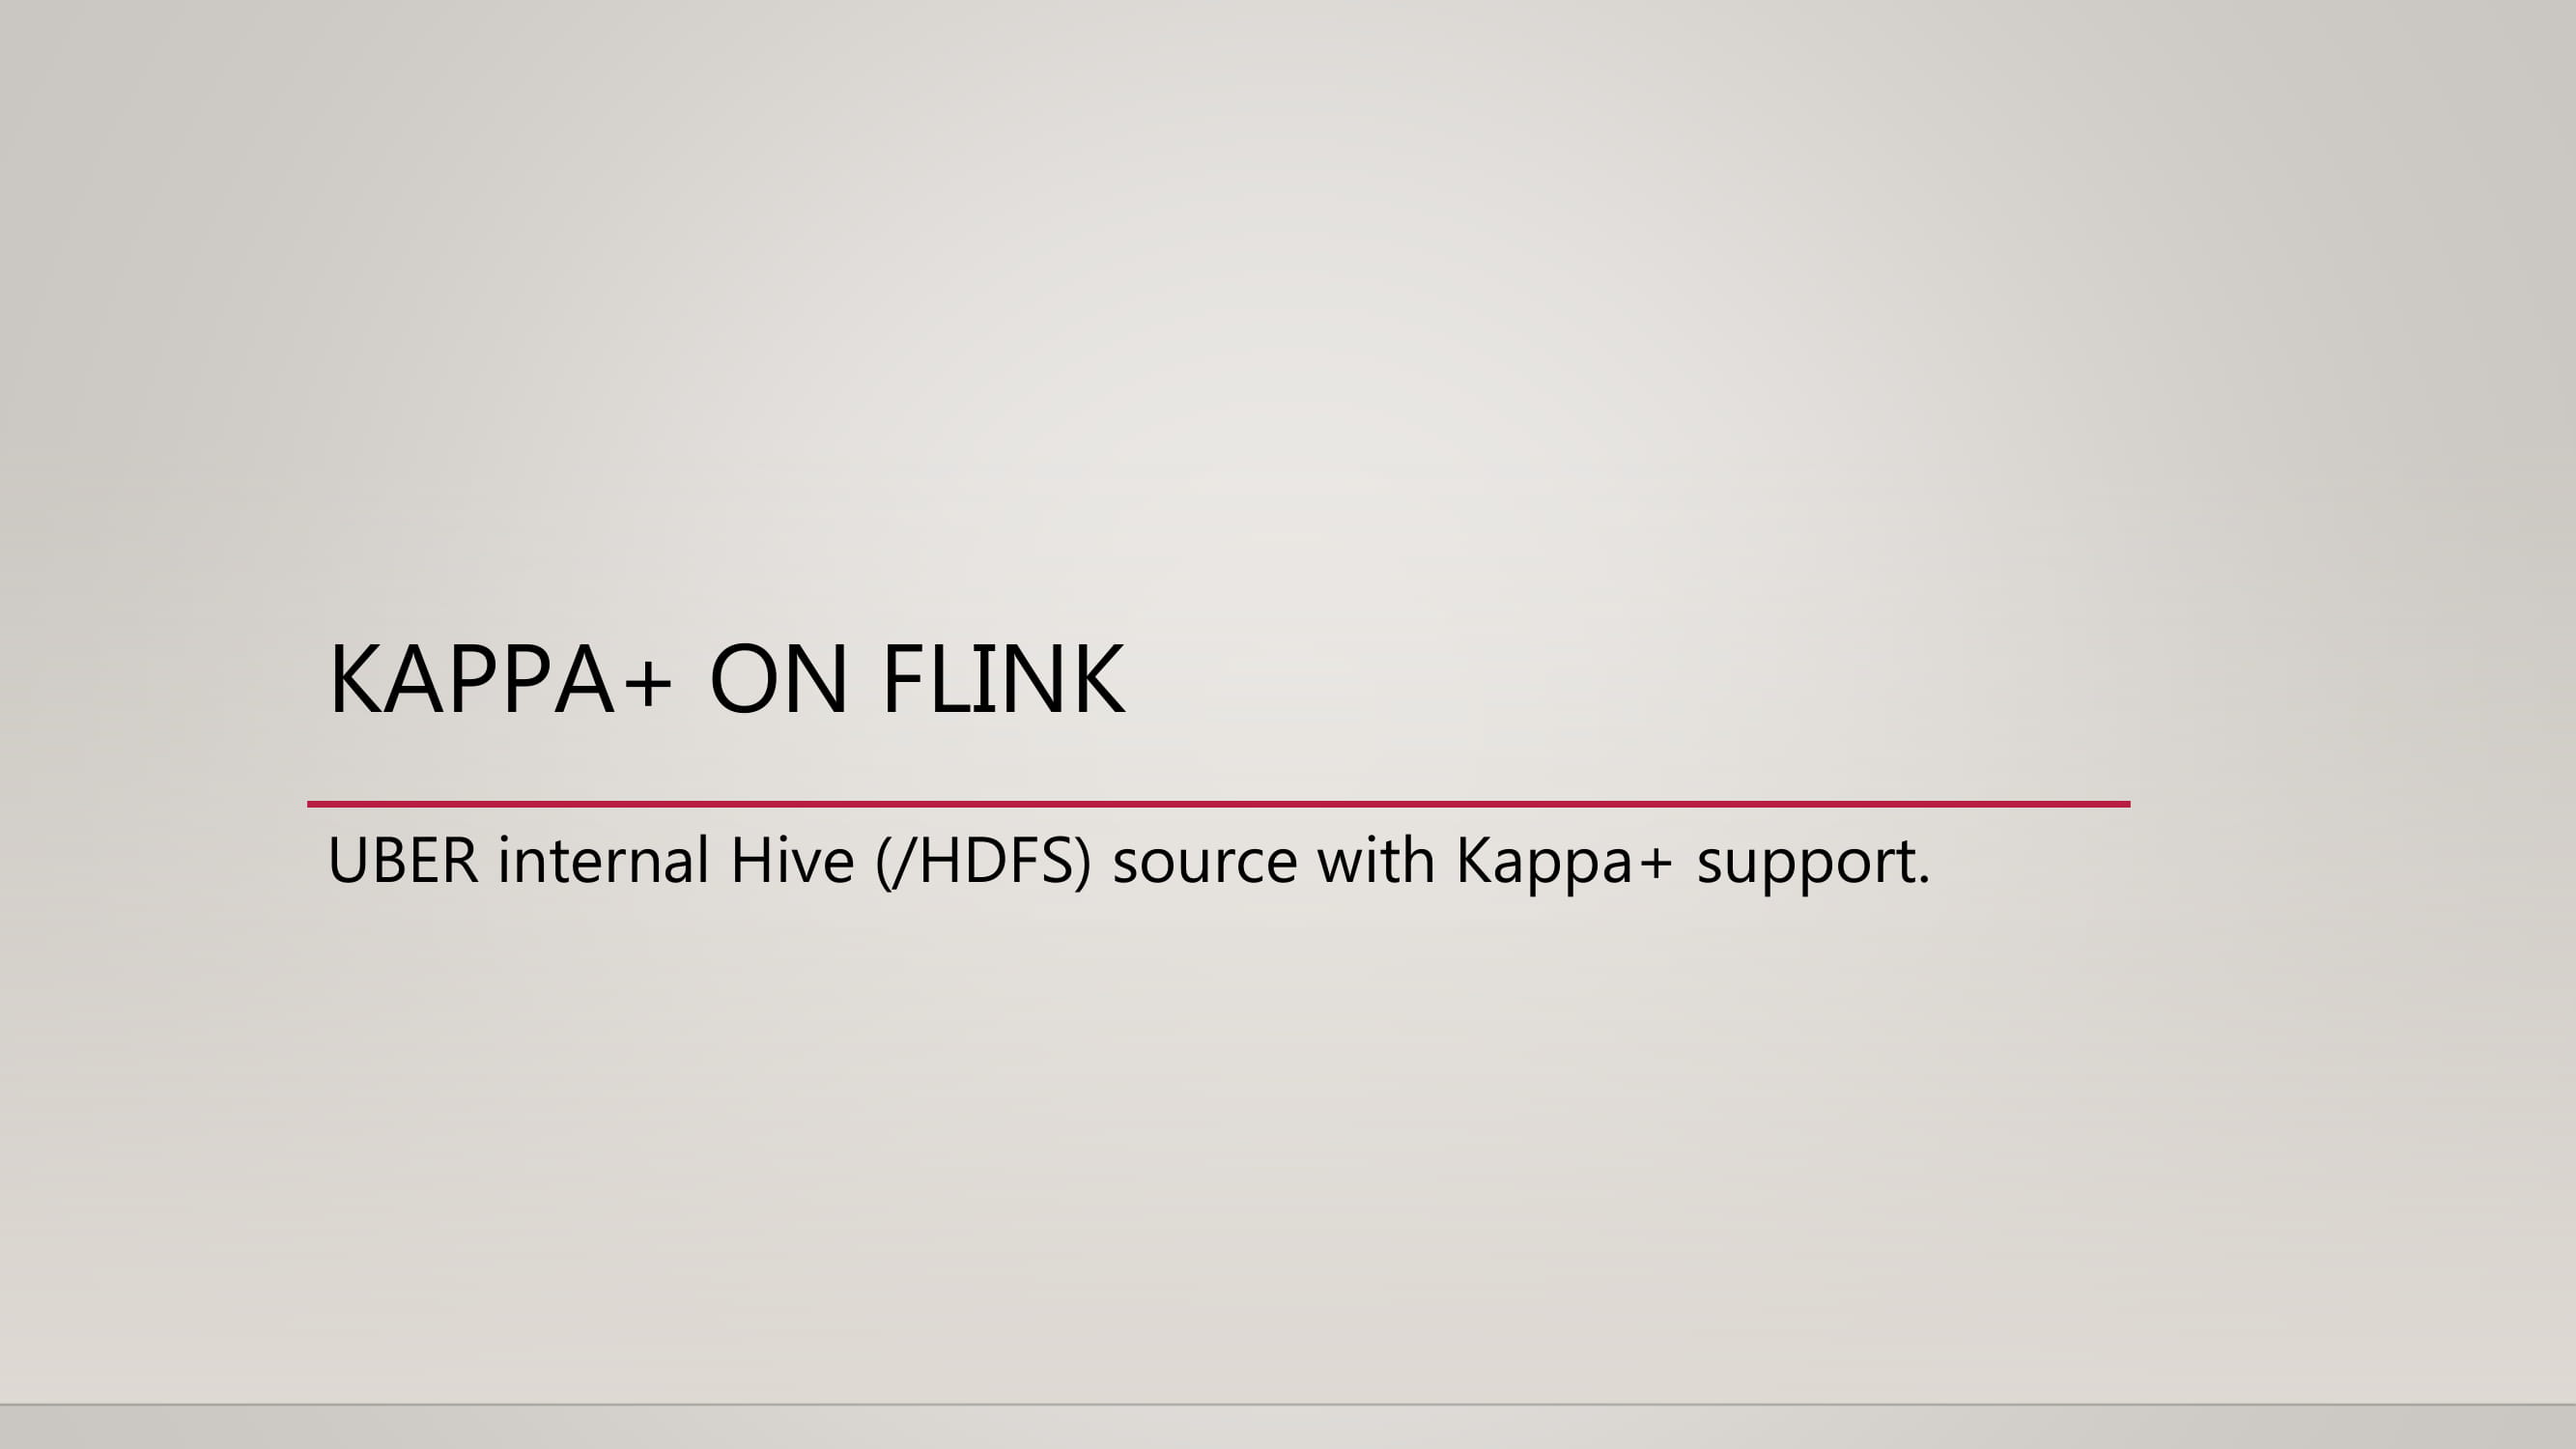 KAPPA+ ON FLINK
UBER internal Hive (/HDFS) source with Kappa+ support.